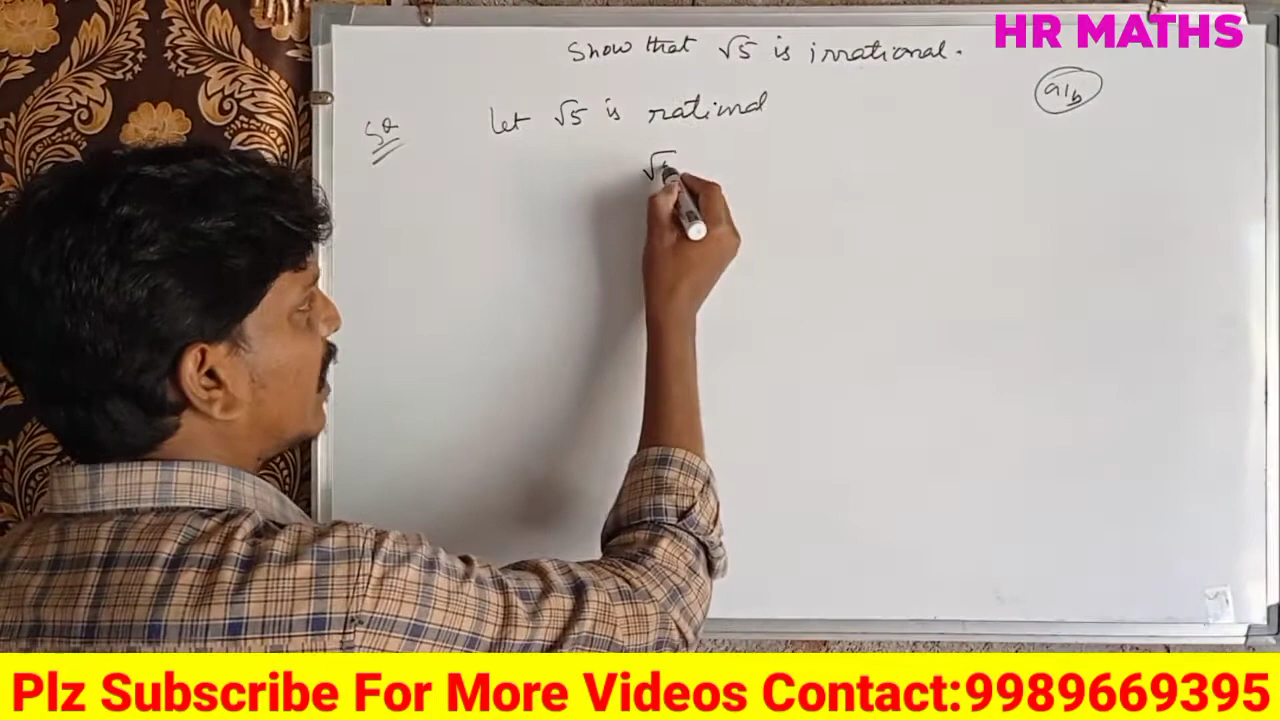 HR MATHS
Show that √5 is irrational.
a/b
Sol
let √5 is rational
√5
Plz Subscribe For More Videos Contact:9989669395